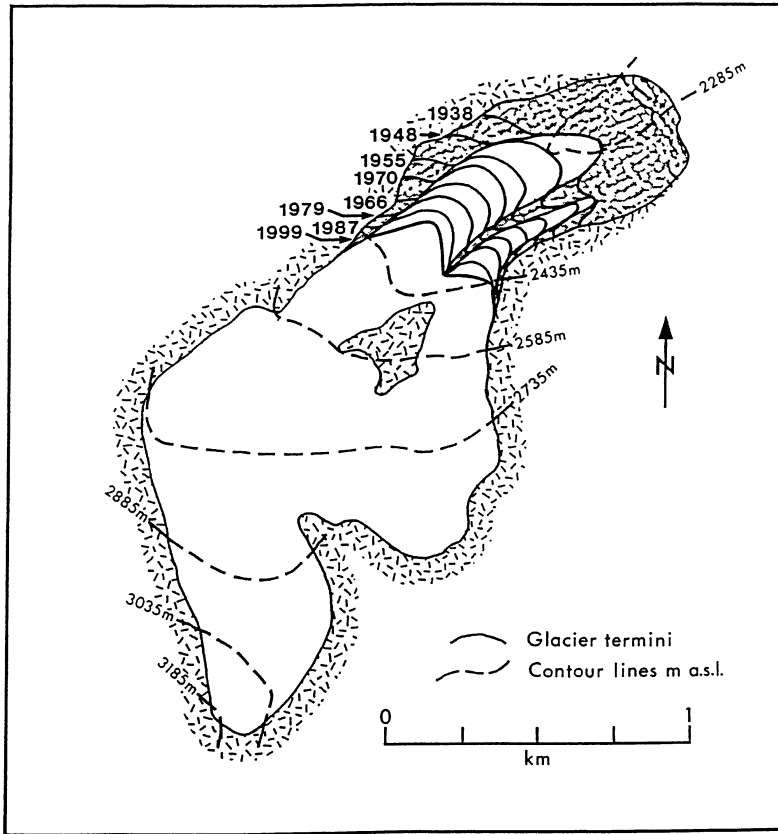 2285m
1938
1948
1955
1970
1966
1979
1999 1987
2435m
N
2585m
2735m
2885m
3035m
3185m
Glacier termini
Contour lines m a.s.l.
0 1
km